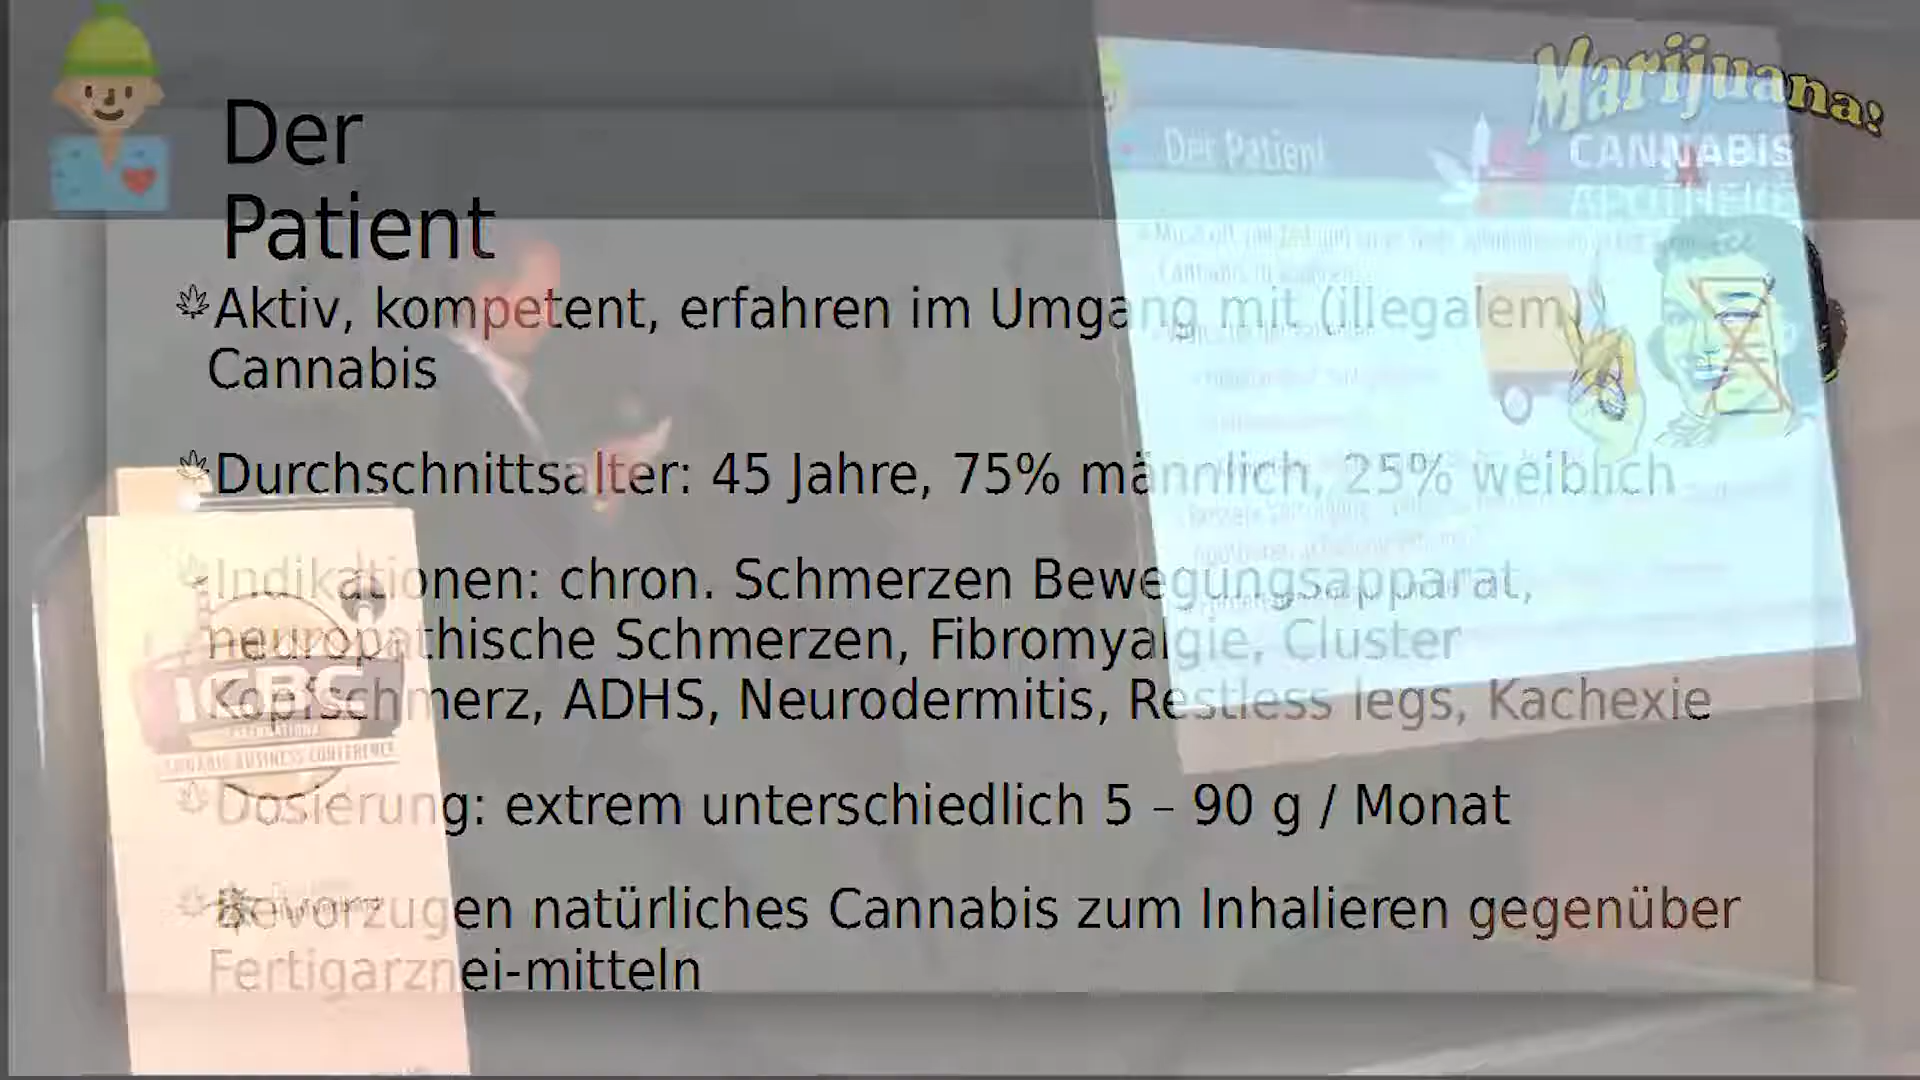 Marijuana!
Der
Patient
Der Patient
CANNABIS
APOTHEKE
Aktiv, kompetent, erfahren im Umgang mit (illegalem)
Cannabis
Durchschnittsalter: 45 Jahre, 75% männlich, 25% weiblich
Indikationen: chron. Schmerzen Bewegungsapparat,
neuropathische Schmerzen, Fibromyalgie, Cluster
Kopfschmerz, ADHS, Neurodermitis, Restless legs, Kachexie
ICBC
INTERNATIONAL
CANNABIS BUSINESS CONFERENCE
Dosierung: extrem unterschiedlich 5 – 90 g / Monat
Bevorzugen natürliches Cannabis zum Inhalieren gegenüber
Fertigarznei-mitteln
Hanfverband